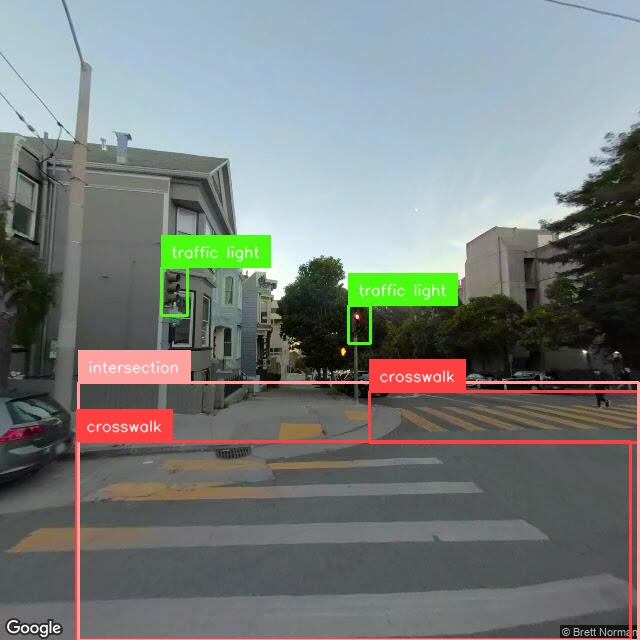 traffic light
traffic light
intersection
crosswalk
crosswalk
Google
© Brett Norman